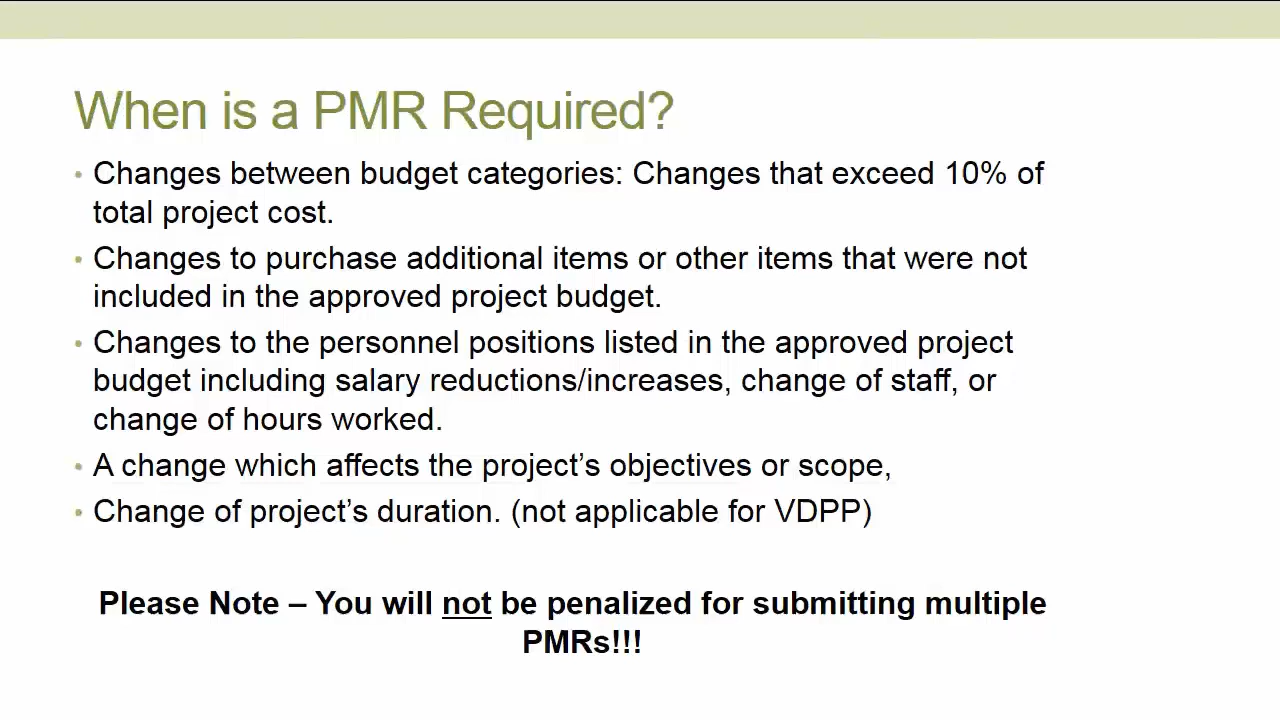 When is a PMR Required?
• Changes between budget categories: Changes that exceed 10% of
total project cost.
• Changes to purchase additional items or other items that were not
included in the approved project budget.
• Changes to the personnel positions listed in the approved project
budget including salary reductions/increases, change of staff, or
change of hours worked.
• A change which affects the project’s objectives or scope,
• Change of project’s duration. (not applicable for VDPP)
Please Note – You will not be penalized for submitting multiple
PMRs!!!